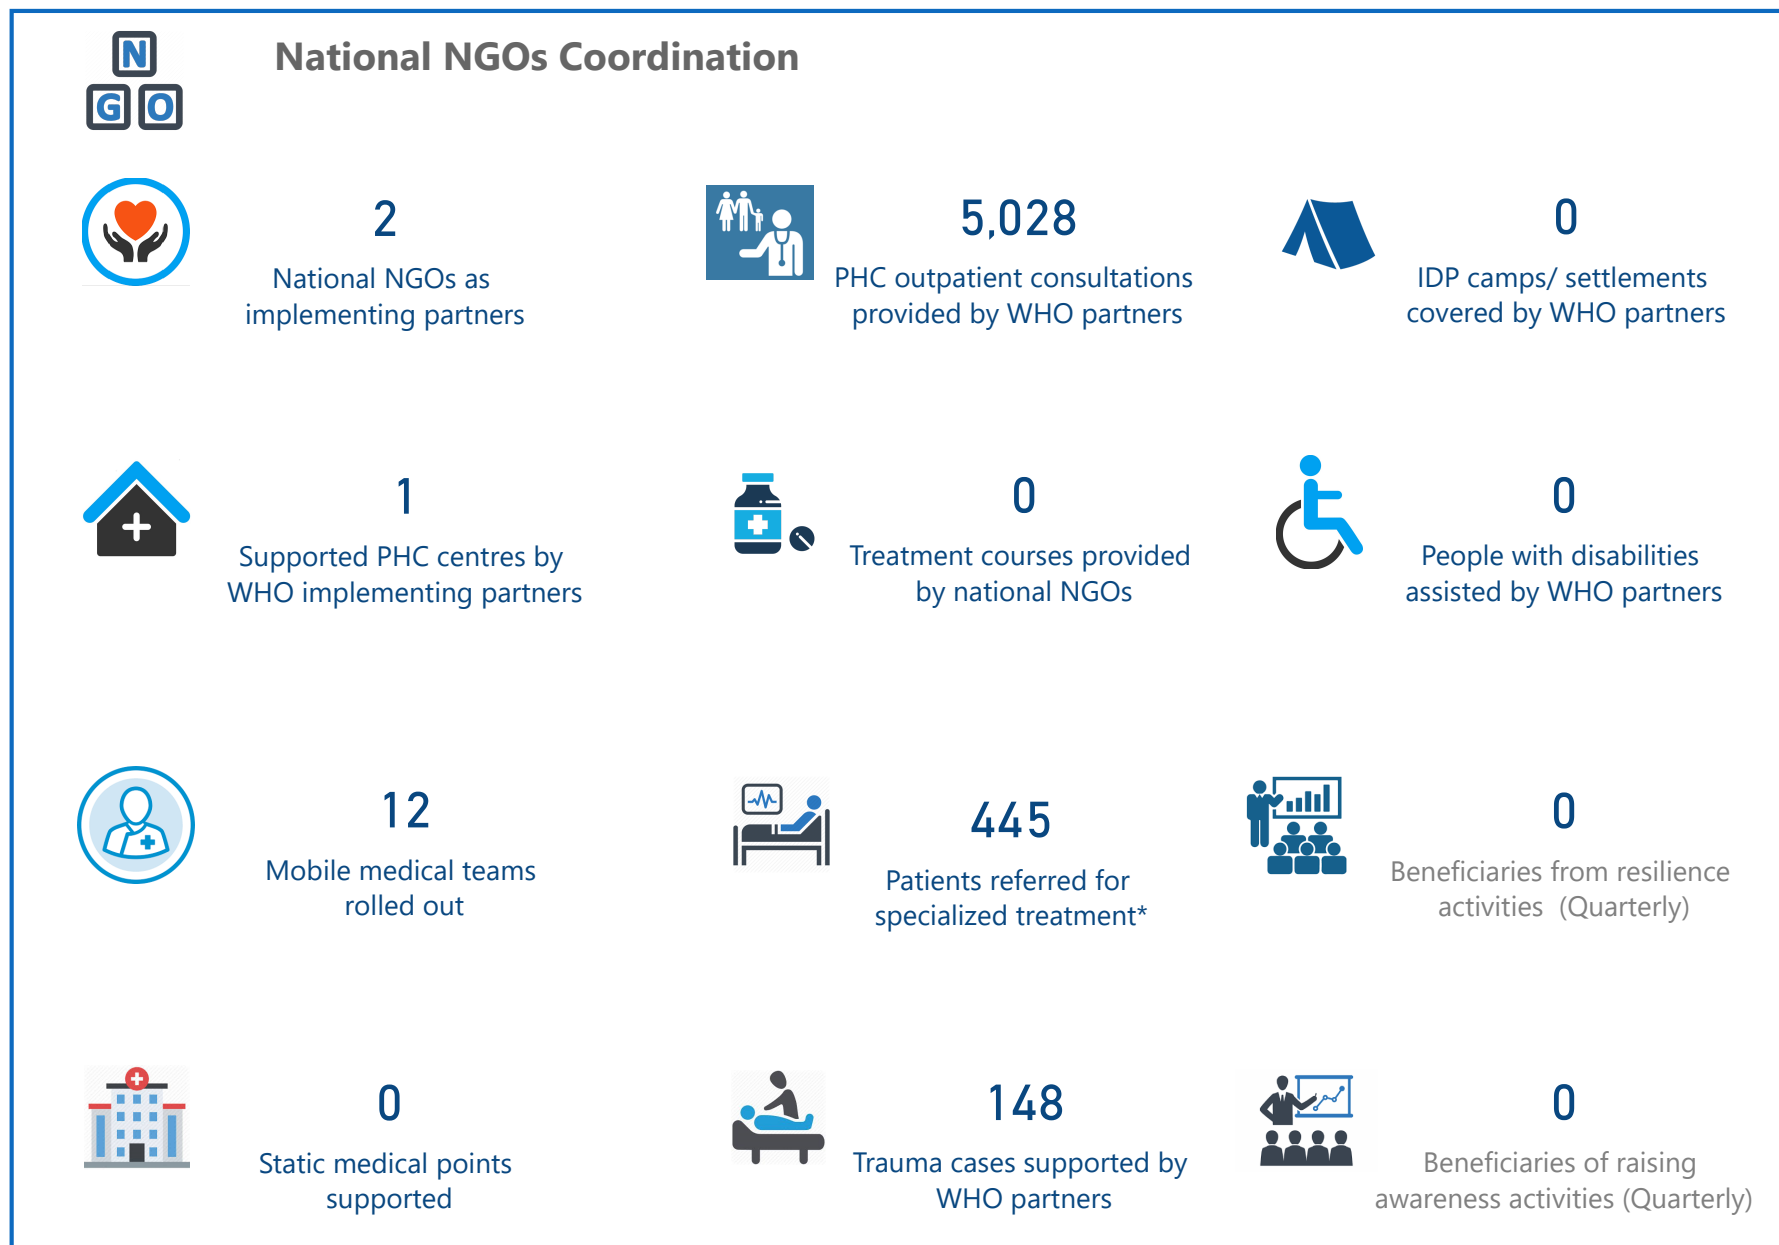 N
GO
National NGOs Coordination
2
National NGOs as
implementing partners
5,028
PHC outpatient consultations
provided by WHO partners
0
IDP camps/ settlements
covered by WHO partners
1
Supported PHC centres by
WHO implementing partners
0
Treatment courses provided
by national NGOs
0
People with disabilities
assisted by WHO partners
12
Mobile medical teams
rolled out
445
Patients referred for
specialized treatment*
0
Beneficiaries from resilience
activities (Quarterly)
0
Static medical points
supported
148
Trauma cases supported by
WHO partners
0
Beneficiaries of raising
awareness activities (Quarterly)